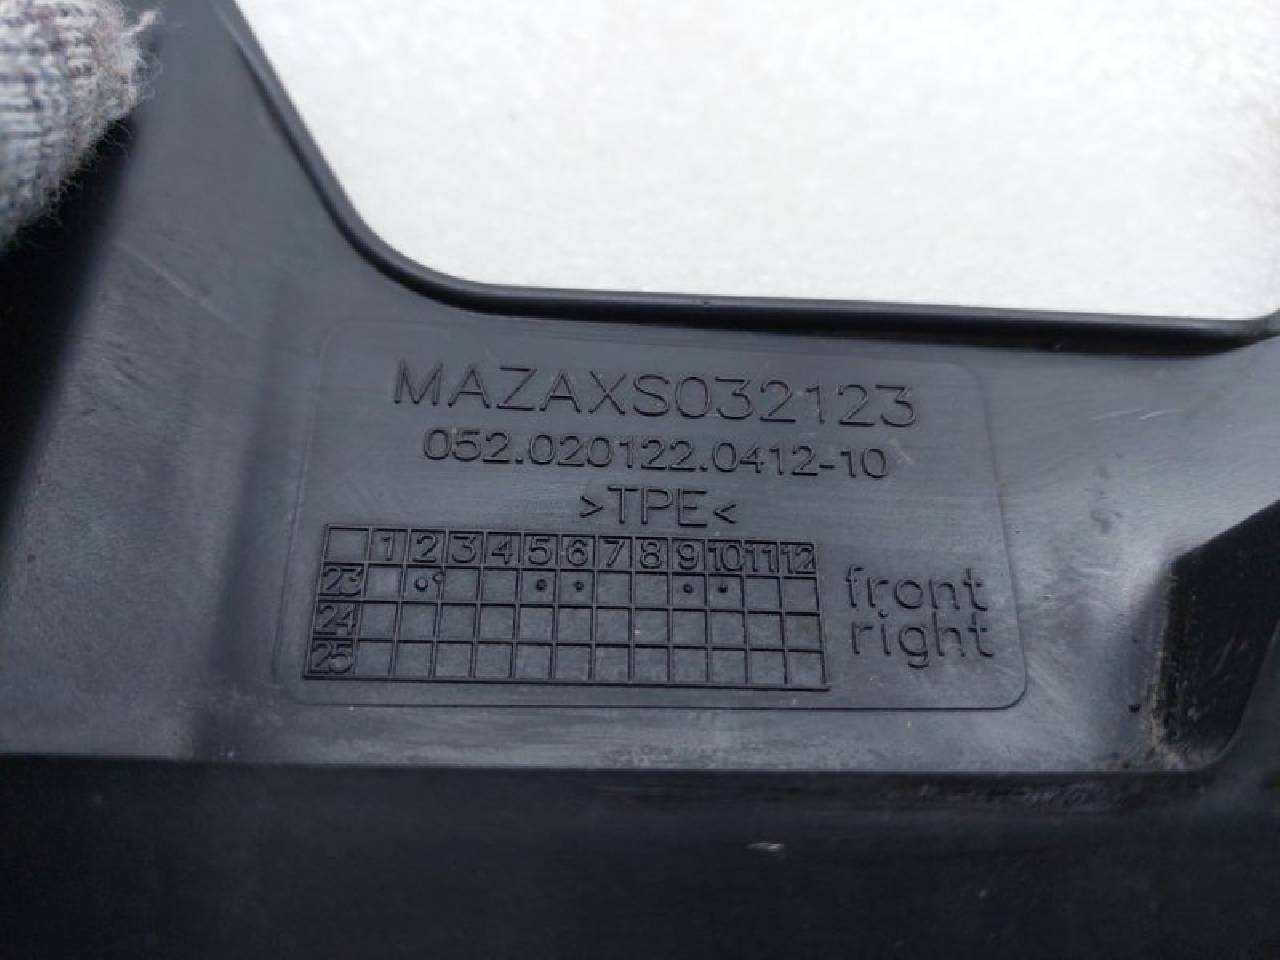 MAZAXS032123
052.020122.0412-10
>TPE<
1 2 3 4 5 6 7 8 9 10 11 12
23
24
25
front
right